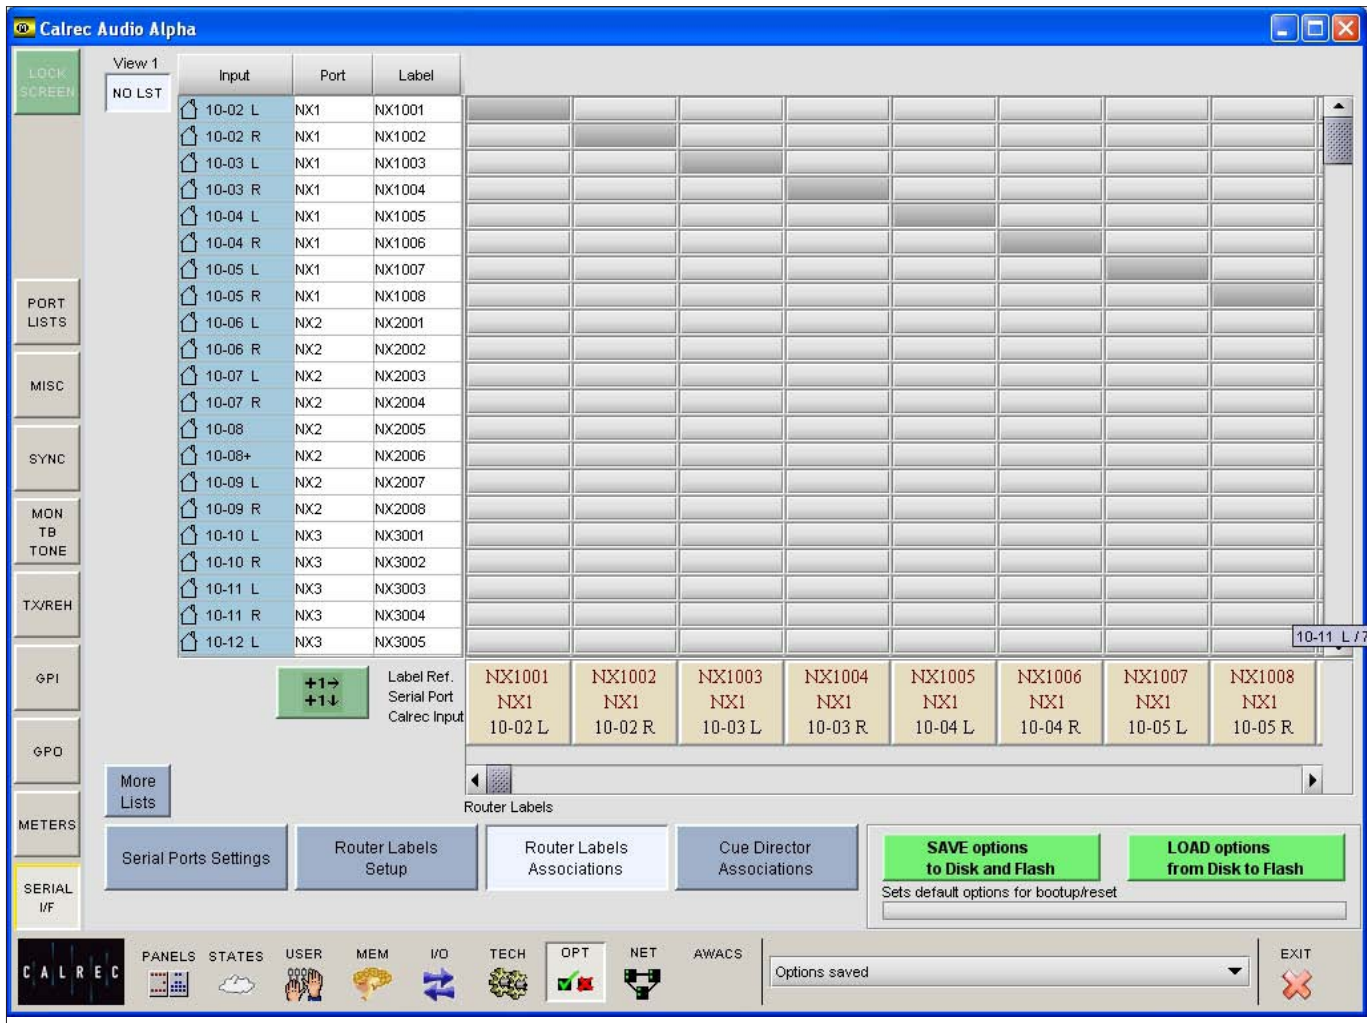 Calrec Audio Alpha
LOCK SCREEN
View 1
NO LST
Input Port Label
10-02 L NX1 NX1001
10-02 R NX1 NX1002
10-03 L NX1 NX1003
10-03 R NX1 NX1004
10-04 L NX1 NX1005
10-04 R NX1 NX1006
10-05 L NX1 NX1007
10-05 R NX1 NX1008
10-06 L NX2 NX2001
10-06 R NX2 NX2002
10-07 L NX2 NX2003
10-07 R NX2 NX2004
10-08 NX2 NX2005
10-08+ NX2 NX2006
10-09 L NX2 NX2007
10-09 R NX2 NX2008
10-10 L NX3 NX3001
10-10 R NX3 NX3002
10-11 L NX3 NX3003
10-11 R NX3 NX3004
10-12 L NX3 NX3005
10-11 L / 7
PORT
LISTS
MISC
SYNC
MON
TB
TONE
TX/REH
GPI
GPO
METERS
SERIAL
I/F
+1→
+1↓
Label Ref.
Serial Port
Calrec Input
NX1001 NX1002 NX1003 NX1004 NX1005 NX1006 NX1007 NX1008
NX1 NX1 NX1 NX1 NX1 NX1 NX1 NX1
10-02 L 10-02 R 10-03 L 10-03 R 10-04 L 10-04 R 10-05 L 10-05 R
More
Lists
Router Labels
Serial Ports Settings
Router Labels
Setup
Router Labels
Associations
Cue Director
Associations
SAVE options
to Disk and Flash
LOAD options
from Disk to Flash
Sets default options for bootup/reset
CALREC
PANELS STATES USER MEM I/O TECH OPT NET AWACS
Options saved
EXIT